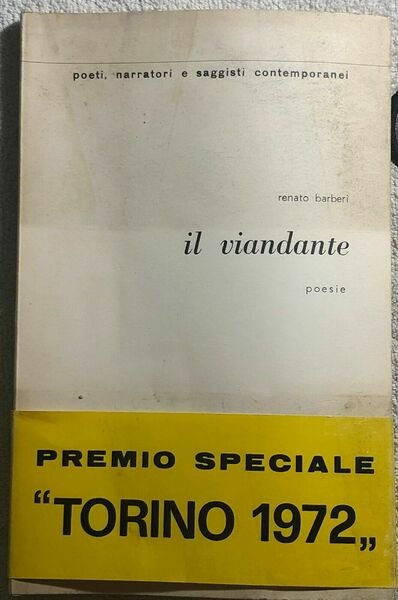 poeti, narratori e saggisti contemporanei
renato barberi
il viandante
poesie
PREMIO SPECIALE
“TORINO 1972„